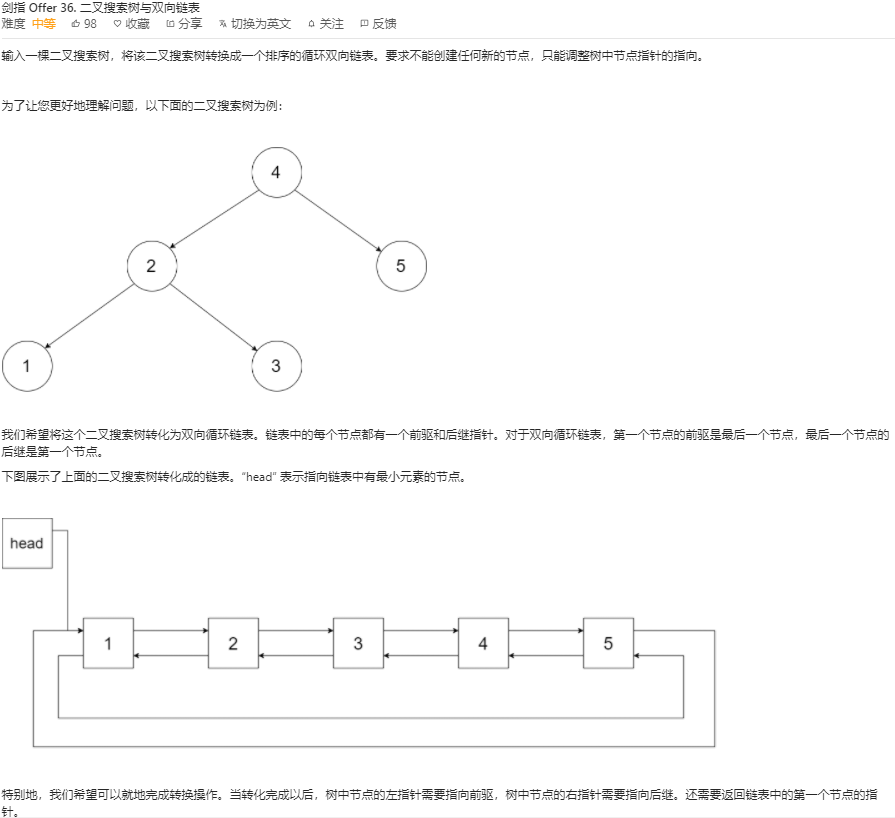 剑指 Offer 36. 二叉搜索树与双向链表
难度 中等 98 收藏 分享 切换为英文 关注 反馈
输入一棵二叉搜索树，将该二叉搜索树转换成一个排序的循环双向链表。要求不能创建任何新的节点，只能调整树中节点指针的指向。
为了让您更好地理解问题，以下面的二叉搜索树为例：
4
2 5
1 3
我们希望将这个二叉搜索树转化为双向循环链表。链表中的每个节点都有一个前驱和后继指针。对于双向循环链表，第一个节点的前驱是最后一个节点，最后一个节点的
后继是第一个节点。
下图展示了上面的二叉搜索树转化成的链表。“head” 表示指向链表中有最小元素的节点。
head
1 2 3 4 5
特别地，我们希望可以就地完成转换操作。当转化完成以后，树中节点的左指针需要指向前驱，树中节点的右指针需要指向后继。还需要返回链表中的第一个节点的指
针。